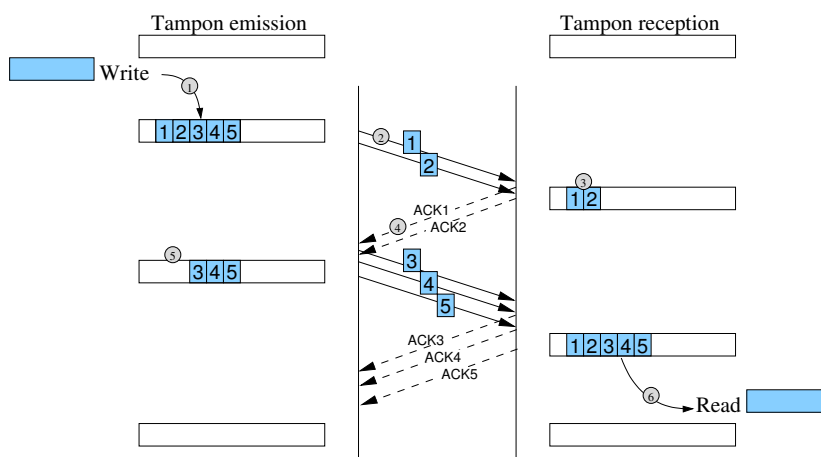 Tampon emission
Tampon reception
Write
1
1 2 3 4 5
2
1
2
3
1 2
ACK1
4
ACK2
5
3 4 5
3
4
5
ACK3
ACK4
ACK5
1 2 3 4 5
6
Read